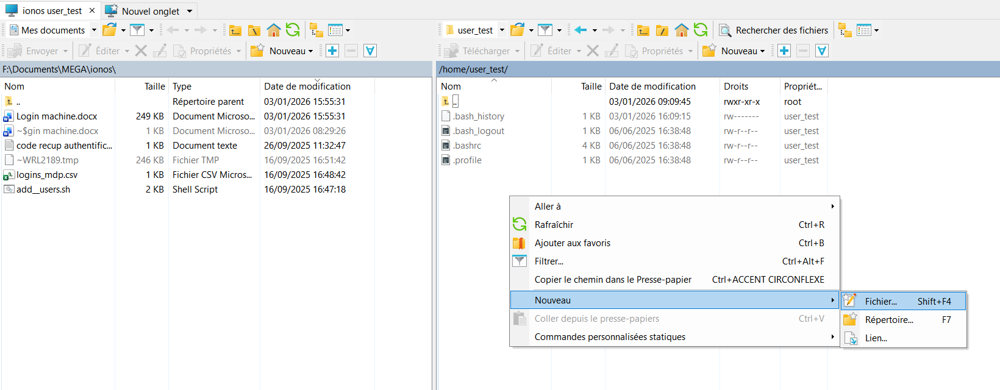 ionos user_test × Nouvel onglet
Mes documents
user_test Rechercher des fichiers
Envoyer Éditer Propriétés Nouveau
Télécharger Éditer Propriétés Nouveau
F:\Documents\MEGA\ionos\
Nom Taille Type Date de modification
.. Répertoire parent 03/01/2026 15:55:31
Login machine.docx 249 KB Document Microso... 03/01/2026 15:55:31
~$gin machine.docx 1 KB Document Microso... 03/01/2026 08:29:26
code recup authentific... 1 KB Document texte 26/09/2025 11:32:47
~WRL2189.tmp 246 KB Fichier TMP 16/09/2025 16:51:42
logins_mdp.csv 1 KB Fichier CSV Micros... 16/09/2025 16:48:42
add__users.sh 2 KB Shell Script 16/09/2025 16:47:18
/home/user_test/
Nom Taille Date de modification Droits Propriét...
.. 03/01/2026 09:09:45 rwxr-xr-x root
.bash_history 1 KB 03/01/2026 16:09:15 rw------- user_test
.bash_logout 1 KB 06/06/2025 16:38:48 rw-r--r-- user_test
.bashrc 4 KB 06/06/2025 16:38:48 rw-r--r-- user_test
.profile 1 KB 06/06/2025 16:38:48 rw-r--r-- user_test
Aller à
Rafraîchir Ctrl+R
Ajouter aux favoris Ctrl+B
Filtrer... Ctrl+Alt+F
Copier le chemin dans le Presse-papier Ctrl+ACCENT CIRCONFLEXE
Nouveau
Coller depuis le presse-papiers Ctrl+V
Commandes personnalisées statiques
Fichier... Shift+F4
Répertoire... F7
Lien...